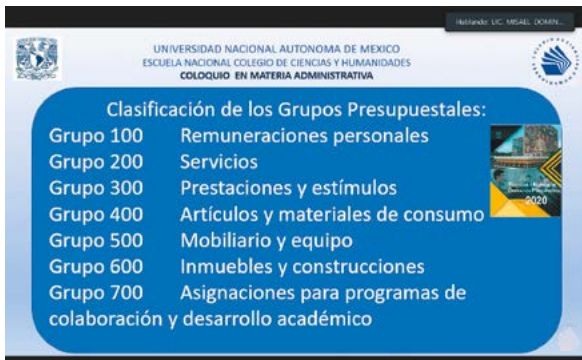 Hablando: LIC. MISAEL DOMIN...
UNIVERSIDAD NACIONAL AUTONOMA DE MEXICO
ESCUELA NACIONAL COLEGIO DE CIENCIAS Y HUMANIDADES
COLOQUIO EN MATERIA ADMINISTRATIVA
Clasificación de los Grupos Presupuestales:
Grupo 100 Remuneraciones personales
Grupo 200 Servicios
Grupo 300 Prestaciones y estímulos
Grupo 400 Artículos y materiales de consumo
Grupo 500 Mobiliario y equipo
Grupo 600 Inmuebles y construcciones
Grupo 700 Asignaciones para programas de
colaboración y desarrollo académico
2020